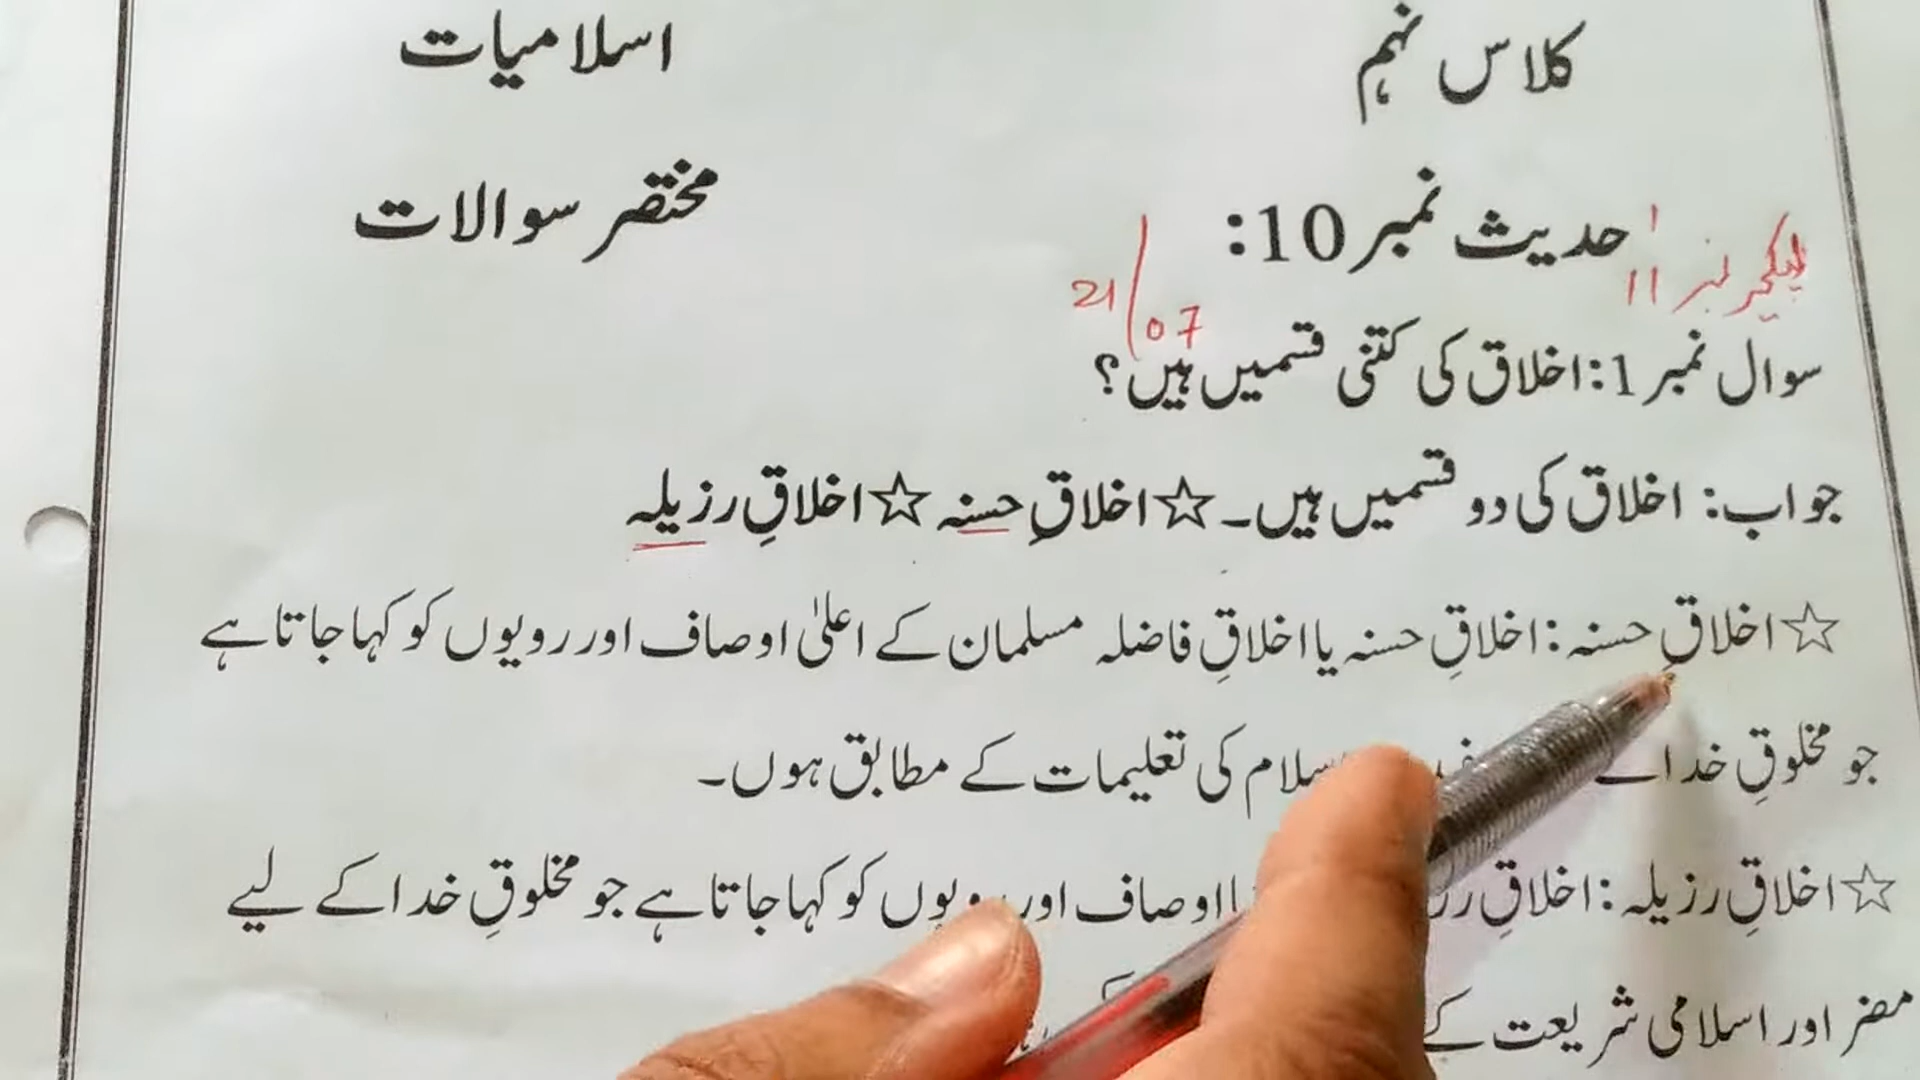 کلاس نہم اسلامیات
حدیث نمبر 10: مختصر سوالات
لیکچر نمبر 11
21/07
سوال نمبر 1: اخلاق کی کتنی قسمیں ہیں؟
جواب: اخلاق کی دو قسمیں ہیں۔ ☆ اخلاقِ حسنہ ☆ اخلاقِ رزیلہ
☆ اخلاقِ حسنہ: اخلاقِ حسنہ یا اخلاقِ فاضلہ مسلمان کے اعلیٰ اوصاف اور رویوں کو کہا جاتا ہے
جو مخلوقِ خدا کی تعلیمات کے مطابق ہوں۔
☆ اخلاقِ رزیلہ: اخلاقِ اوصاف اور رویوں کو کہا جاتا ہے جو مخلوقِ خدا کے لیے
مضر اور اسلامی شریعت کے